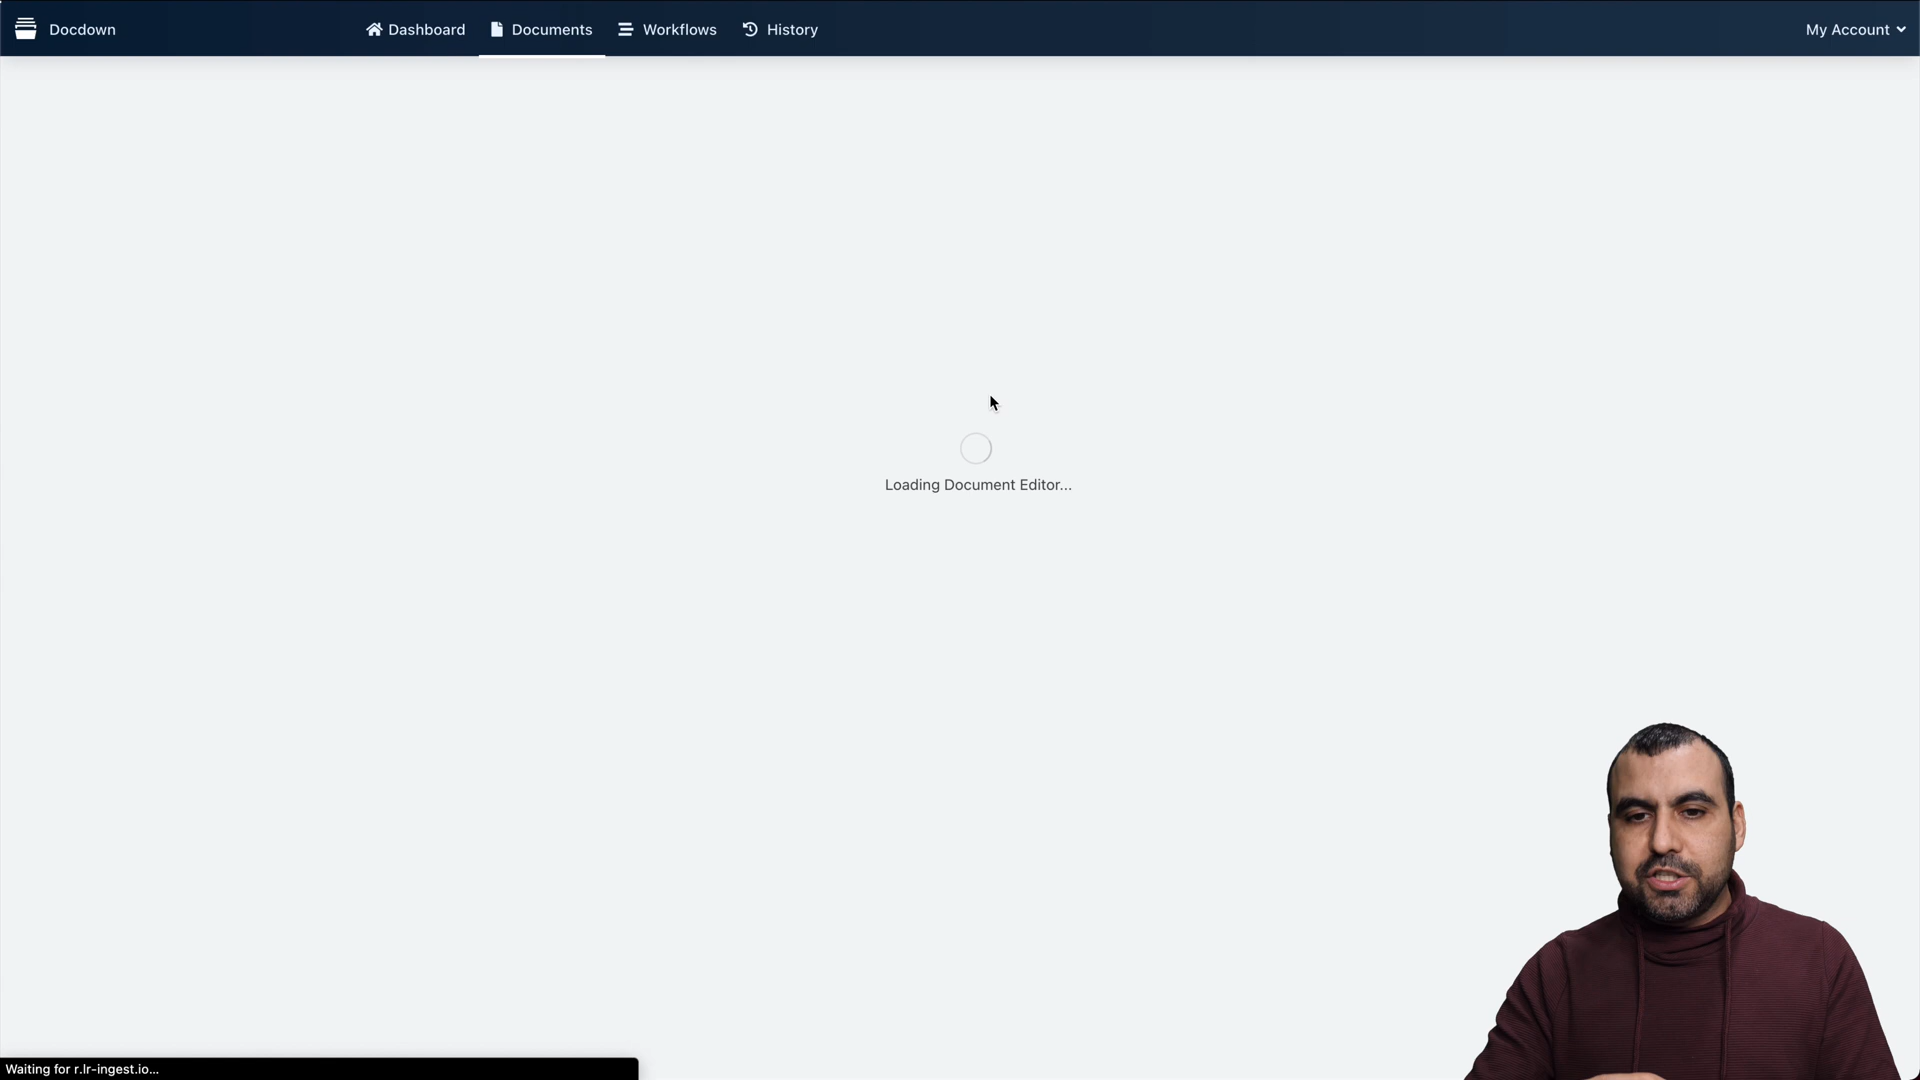 Docdown
Dashboard
Documents
Workflows
History
My Account
Loading Document Editor...
Waiting for r.lr-ingest.io...